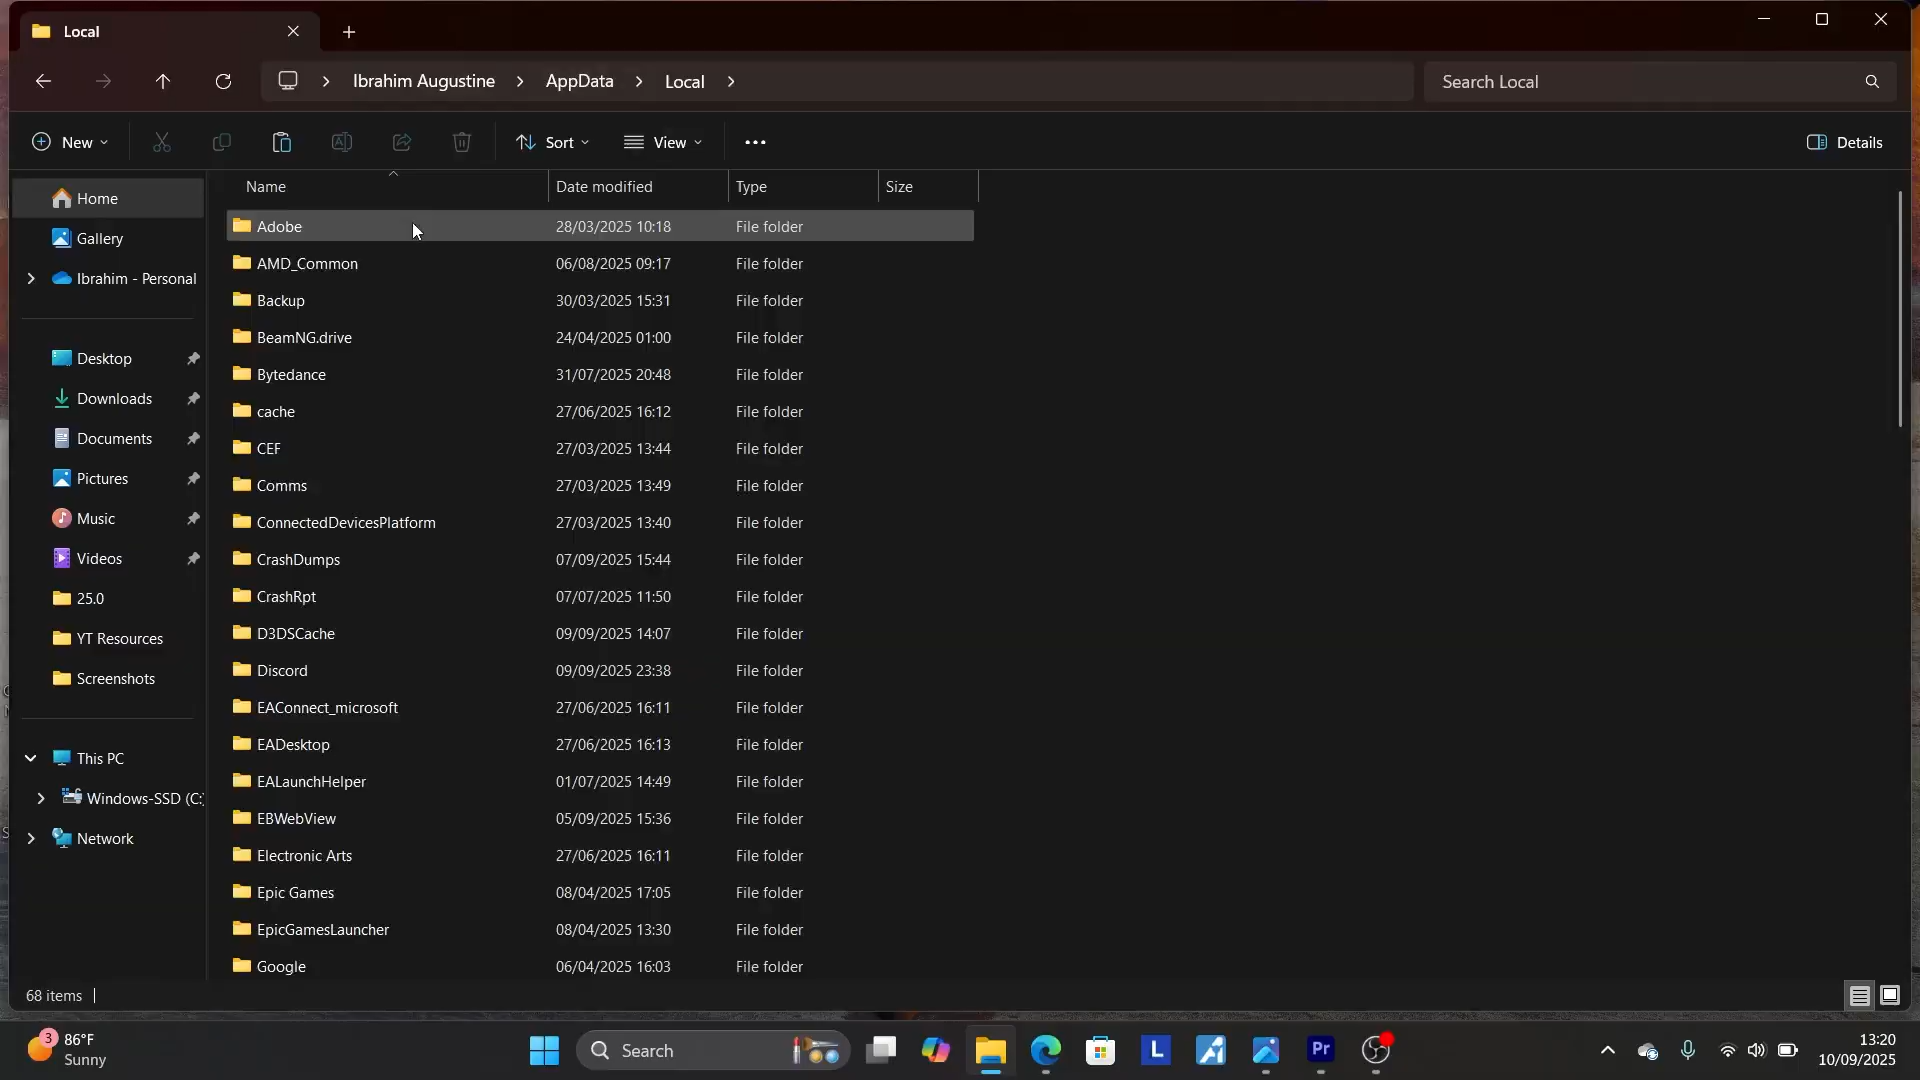 Local
Ibrahim Augustine > AppData > Local >
Search Local
New
Sort
View
Details
Name Date modified Type Size
Home
Gallery
Ibrahim - Personal
Desktop
Downloads
Documents
Pictures
Music
Videos
25.0
YT Resources
Screenshots
This PC
Windows-SSD (C:)
Network
Adobe 28/03/2025 10:18 File folder
AMD_Common 06/08/2025 09:17 File folder
Backup 30/03/2025 15:31 File folder
BeamNG.drive 24/04/2025 01:00 File folder
Bytedance 31/07/2025 20:48 File folder
cache 27/06/2025 16:12 File folder
CEF 27/03/2025 13:44 File folder
Comms 27/03/2025 13:49 File folder
ConnectedDevicesPlatform 27/03/2025 13:40 File folder
CrashDumps 07/09/2025 15:44 File folder
CrashRpt 07/07/2025 11:50 File folder
D3DSCache 09/09/2025 14:07 File folder
Discord 09/09/2025 23:38 File folder
EAConnect_microsoft 27/06/2025 16:11 File folder
EADesktop 27/06/2025 16:13 File folder
EALaunchHelper 01/07/2025 14:49 File folder
EBWebView 05/09/2025 15:36 File folder
Electronic Arts 27/06/2025 16:11 File folder
Epic Games 08/04/2025 17:05 File folder
EpicGamesLauncher 08/04/2025 13:30 File folder
Google 06/04/2025 16:03 File folder
68 items
3
86°F
Sunny
Search
L
Pr
13:20
10/09/2025